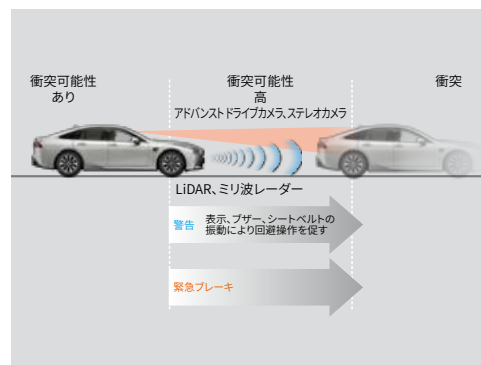 衝突可能性
あり
衝突可能性
高
衝突
アドバンストドライブカメラ、ステレオカメラ
LiDAR、ミリ波レーダー
警告 表示、ブザー、シートベルトの
振動により回避操作を促す
緊急ブレーキ